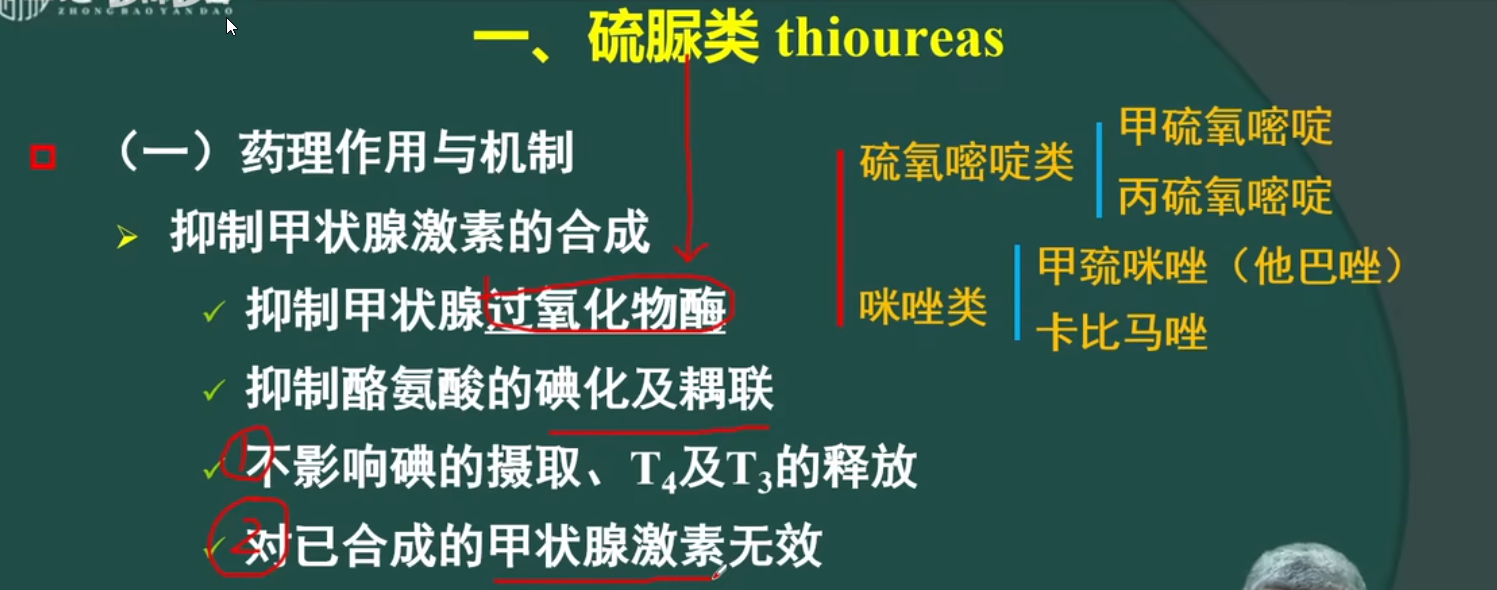 ZHONG BAO YAN DAO
一、硫脲类 thioureas
（一）药理作用与机制
抑制甲状腺激素的合成
抑制甲状腺过氧化物酶
抑制酪氨酸的碘化及耦联
① 不影响碘的摄取、T4及T3的释放
② 对已合成的甲状腺激素无效
硫氧嘧啶类
甲硫氧嘧啶
丙硫氧嘧啶
咪唑类
甲巯咪唑（他巴唑）
卡比马唑